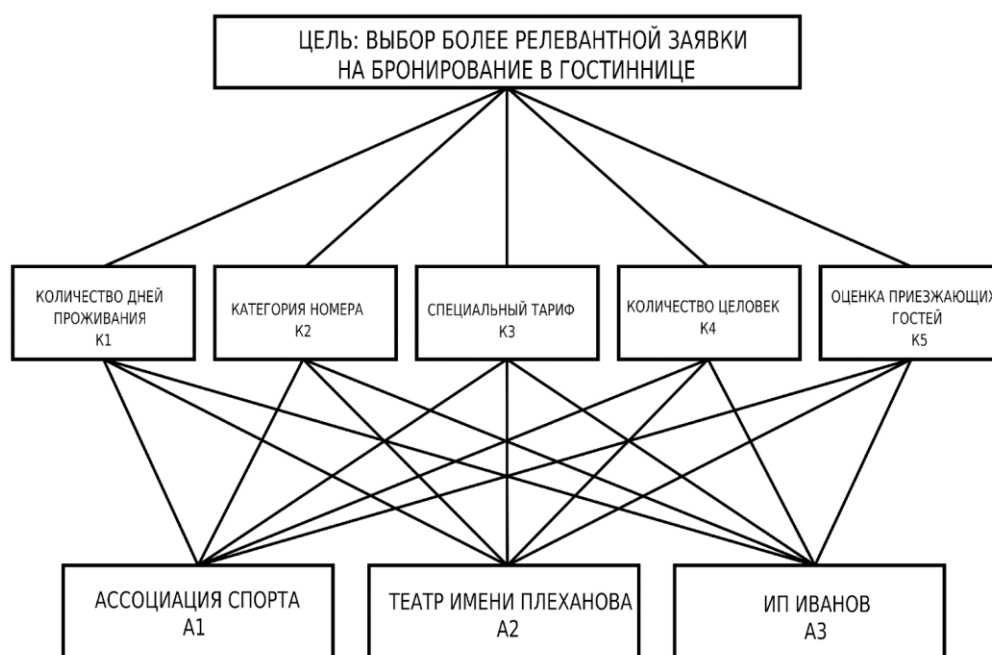 ЦЕЛЬ: ВЫБОР БОЛЕЕ РЕЛЕВАНТНОЙ ЗАЯВКИ
НА БРОНИРОВАНИЕ В ГОСТИННИЦЕ
КОЛИЧЕСТВО ДНЕЙ
ПРОЖИВАНИЯ
К1
КАТЕГОРИЯ НОМЕРА
К2
СПЕЦИАЛЬНЫЙ ТАРИФ
К3
КОЛИЧЕСТВО ЦЕЛОВЕК
К4
ОЦЕНКА ПРИЕЗЖАЮЩИХ
ГОСТЕЙ
К5
АССОЦИАЦИЯ СПОРТА
А1
ТЕАТР ИМЕНИ ПЛЕХАНОВА
А2
ИП ИВАНОВ
А3